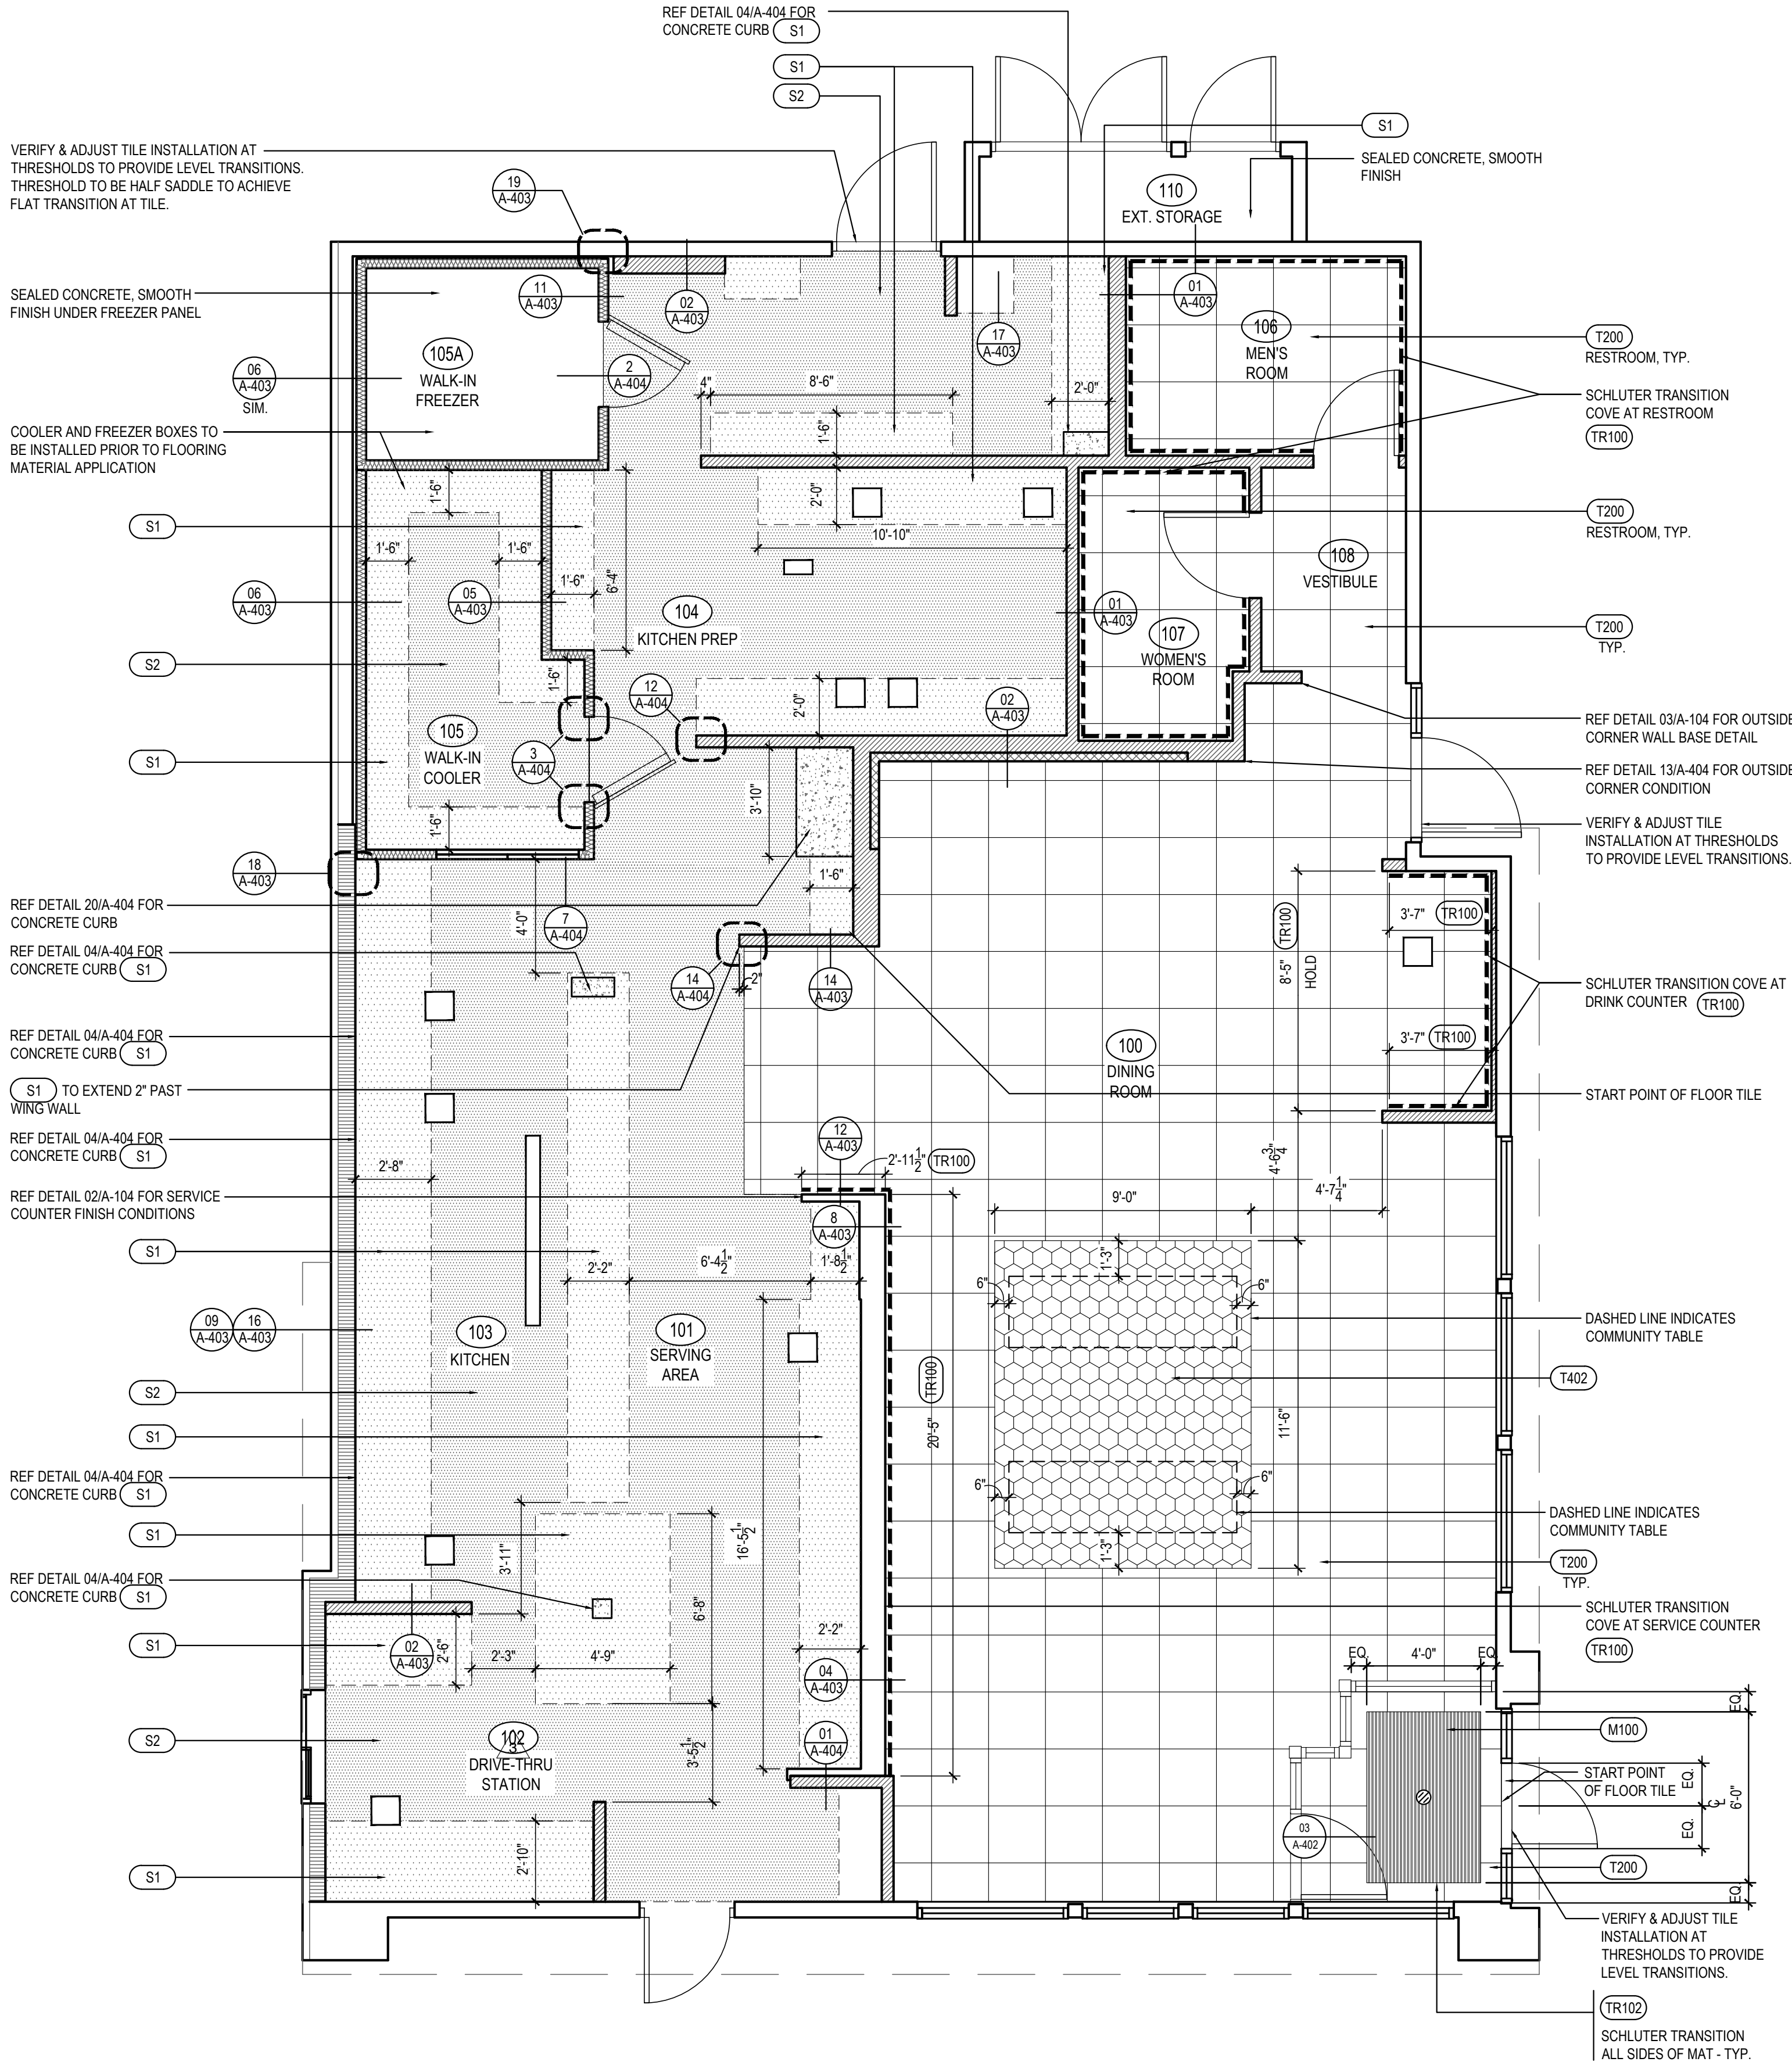 REF DETAIL 04/A-404 FOR
CONCRETE CURB S1
S1
S2
S1
SEALED CONCRETE, SMOOTH
FINISH
VERIFY & ADJUST TILE INSTALLATION AT
THRESHOLDS TO PROVIDE LEVEL TRANSITIONS.
THRESHOLD TO BE HALF SADDLE TO ACHIEVE
FLAT TRANSITION AT TILE.
19
A-403
110
EXT. STORAGE
SEALED CONCRETE, SMOOTH
FINISH UNDER FREEZER PANEL
11
A-403
02
A-403
01
A-403
17
A-403
106
MEN'S
ROOM
T200
RESTROOM, TYP.
105A
WALK-IN
FREEZER
2
A-404
06
A-403
SIM.
4"
8'-6"
2'-0"
1'-6"
SCHLUTER TRANSITION
COVE AT RESTROOM
TR100
COOLER AND FREEZER BOXES TO
BE INSTALLED PRIOR TO FLOORING
MATERIAL APPLICATION
1'-6"
2'-0"
10'-10"
S1
T200
RESTROOM, TYP.
1'-6"
1'-6"
1'-6"
6'-4"
108
VESTIBULE
06
A-403
05
A-403
104
KITCHEN PREP
01
A-403
107
WOMEN'S
ROOM
T200
TYP.
S2
1'-6"
12
A-404
2'-0"
02
A-403
REF DETAIL 03/A-104 FOR OUTSIDE
CORNER WALL BASE DETAIL
105
WALK-IN
COOLER
S1
3
A-404
REF DETAIL 13/A-404 FOR OUTSIDE
CORNER CONDITION
3'-10"
1'-6"
VERIFY & ADJUST TILE
INSTALLATION AT THRESHOLDS
TO PROVIDE LEVEL TRANSITIONS.
18
A-403
1'-6"
REF DETAIL 20/A-404 FOR
CONCRETE CURB
4'-0"
7
A-404
3'-7" TR100
TR100
8'-5"
HOLD
REF DETAIL 04/A-404 FOR
CONCRETE CURB S1
14
A-404
2"
14
A-403
SCHLUTER TRANSITION COVE AT
DRINK COUNTER TR100
REF DETAIL 04/A-404 FOR
CONCRETE CURB S1
100
DINING
ROOM
3'-7" TR100
S1 TO EXTEND 2" PAST
WING WALL
START POINT OF FLOOR TILE
REF DETAIL 04/A-404 FOR
CONCRETE CURB S1
12
A-403
2'-11 1/2" TR100
4'-6 3/4"
2'-8"
REF DETAIL 02/A-104 FOR SERVICE
COUNTER FINISH CONDITIONS
9'-0"
4'-7 1/4"
8
A-403
S1
2'-2"
6'-4 1/2"
1'-8 1/2"
1'-3"
6"
6"
09
A-403
16
A-403
103
KITCHEN
101
SERVING
AREA
DASHED LINE INDICATES
COMMUNITY TABLE
T402
S2
TR100
20'-5"
11'-6"
S1
6"
6"
REF DETAIL 04/A-404 FOR
CONCRETE CURB S1
S1
3'-11"
16'-5 1/2"
1'-3"
DASHED LINE INDICATES
COMMUNITY TABLE
T200
TYP.
REF DETAIL 04/A-404 FOR
CONCRETE CURB S1
6'-8"
SCHLUTER TRANSITION
COVE AT SERVICE COUNTER
TR100
S1
02
A-403
2'-6"
2'-3"
4'-9"
2'-2"
04
A-403
EQ.
4'-0"
EQ.
EQ.
S2
102
3'
DRIVE-THRU
STATION
3'-5 1/2"
01
A-404
M100
START POINT
OF FLOOR TILE
EQ.
EQ.
6'-0"
03
A-402
S1
2'-10"
T200
EQ.
VERIFY & ADJUST TILE
INSTALLATION AT
THRESHOLDS TO PROVIDE
LEVEL TRANSITIONS.
TR102
SCHLUTER TRANSITION
ALL SIDES OF MAT - TYP.